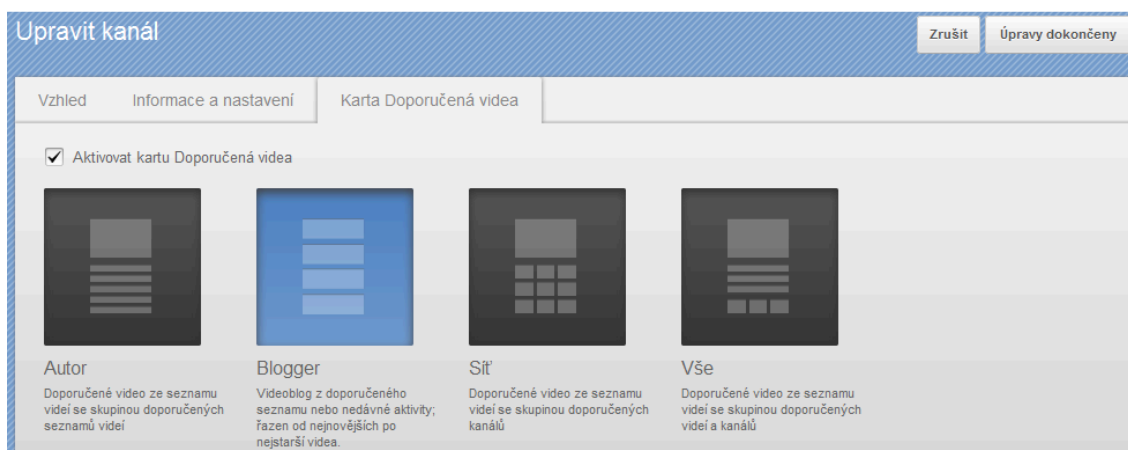 Upravit kanál
Zrušit
Úpravy dokončeny
Vzhled
Informace a nastavení
Karta Doporučená videa
Aktivovat kartu Doporučená videa
Autor
Doporučené video ze seznamu
videí se skupinou doporučených
seznamů videí
Blogger
Videoblog z doporučeného
seznamu nebo nedávné aktivity;
řazen od nejnovějších po
nejstarší videa.
Síť
Doporučené video ze seznamu
videí se skupinou doporučených
kanálů
Vše
Doporučené video ze seznamu
videí se skupinou doporučených
videí a kanálů